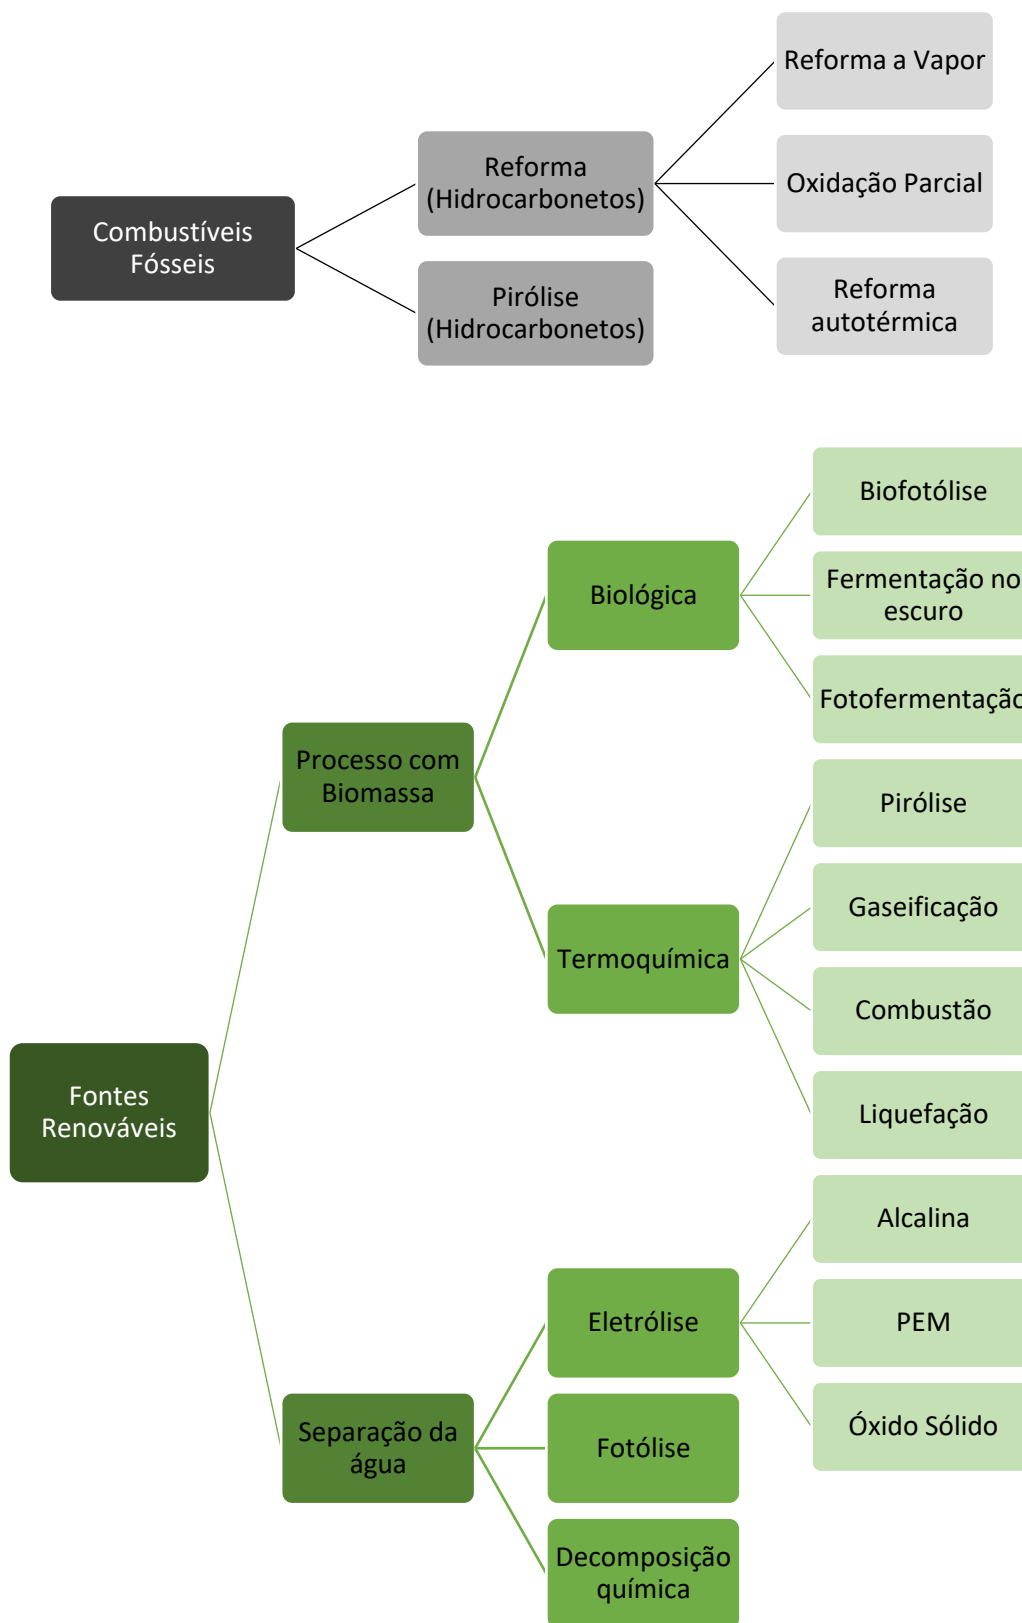 Combustíveis
Fósseis
Reforma
(Hidrocarbonetos)
Pirólise
(Hidrocarbonetos)
Reforma a Vapor
Oxidação Parcial
Reforma
autotérmica
Fontes
Renováveis
Processo com
Biomassa
Biológica
Biofotólise
Fermentação no
escuro
Fotofermentação
Termoquímica
Pirólise
Gaseificação
Combustão
Liquefação
Separação da
água
Eletrólise
Alcalina
PEM
Óxido Sólido
Fotólise
Decomposição
química